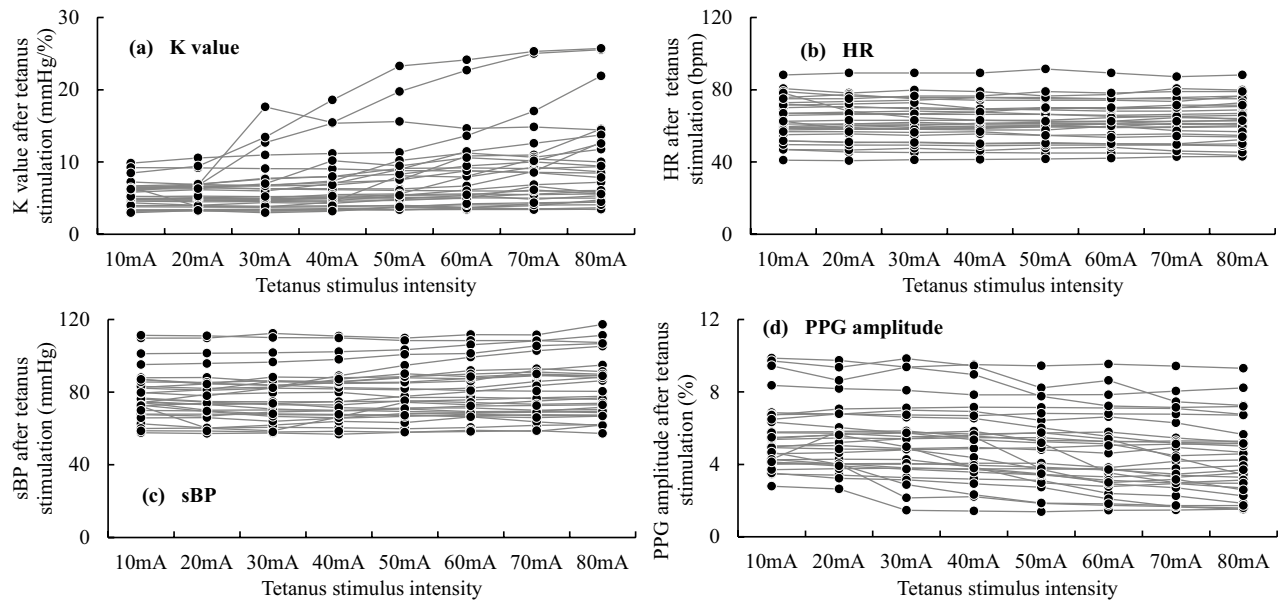 K value after tetanus
stimulation (mmHg/%)
30
20
10
0
(a) K value
10mA 20mA 30mA 40mA 50mA 60mA 70mA 80mA
Tetanus stimulus intensity
HR after tetanus
stimulation (bpm)
120
80
40
0
(b) HR
10mA 20mA 30mA 40mA 50mA 60mA 70mA 80mA
Tetanus stimulus intensity
sBP after tetanus
stimulation (mmHg)
120
80
40
0
(c) sBP
10mA 20mA 30mA 40mA 50mA 60mA 70mA 80mA
Tetanus stimulus intensity
PPG amplitude after tetanus
stimulation (%)
12
8
4
0
(d) PPG amplitude
10mA 20mA 30mA 40mA 50mA 60mA 70mA 80mA
Tetanus stimulus intensity